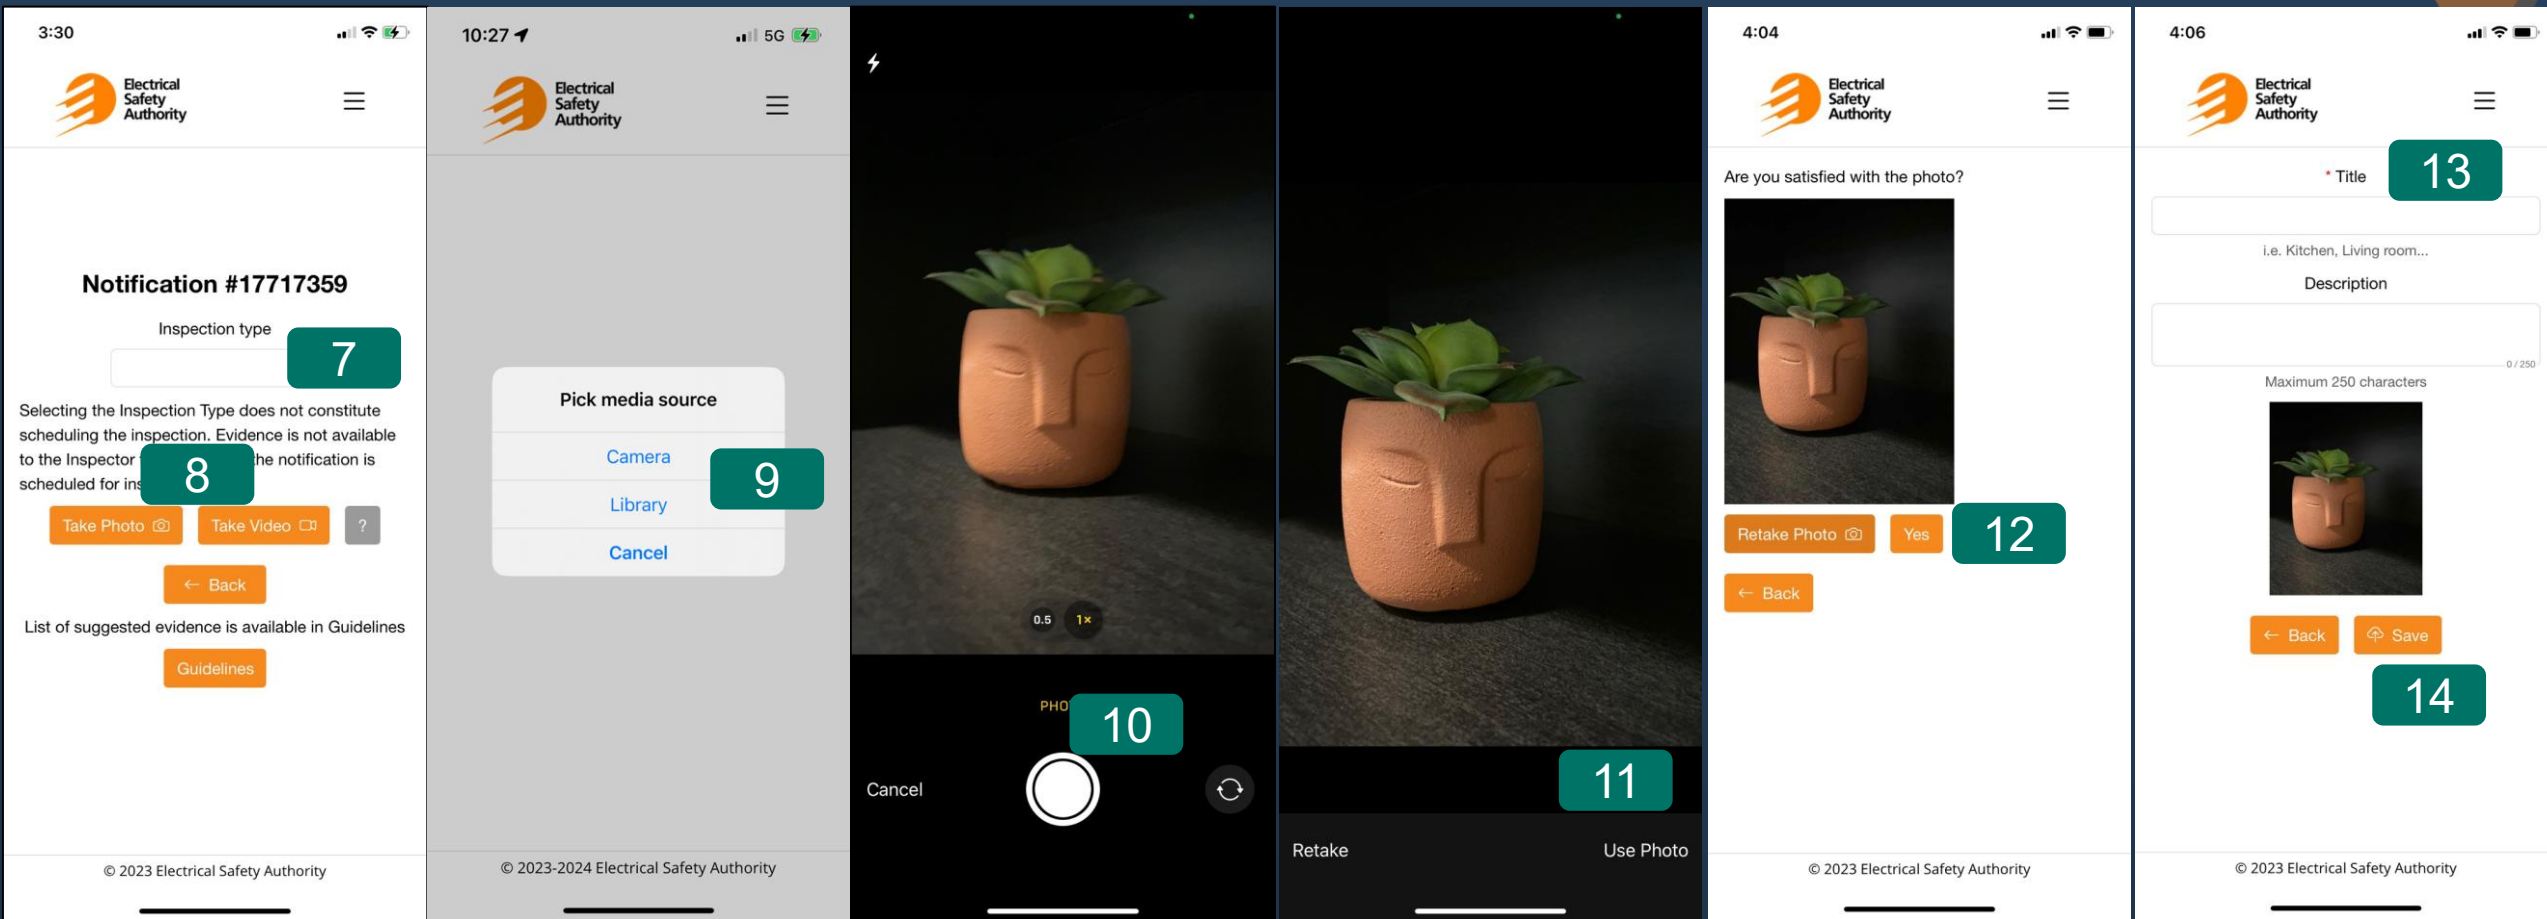 3:30
Electrical
Safety
Authority
Notification #17717359
Inspection type
7
Selecting the Inspection Type does not constitute
scheduling the inspection. Evidence is not available
to the Inspector he notification is
scheduled for ins
8
Take Photo
Take Video
?
← Back
List of suggested evidence is available in Guidelines
Guidelines
© 2023 Electrical Safety Authority
10:27
5G
Electrical
Safety
Authority
Pick media source
Camera
9
Library
Cancel
© 2023-2024 Electrical Safety Authority
0.5
1×
PHO
10
Cancel
11
Retake
Use Photo
4:04
Electrical
Safety
Authority
Are you satisfied with the photo?
Retake Photo
Yes
12
← Back
© 2023 Electrical Safety Authority
4:06
Electrical
Safety
Authority
* Title
13
i.e. Kitchen, Living room...
Description
0 / 250
Maximum 250 characters
← Back
Save
14
© 2023 Electrical Safety Authority